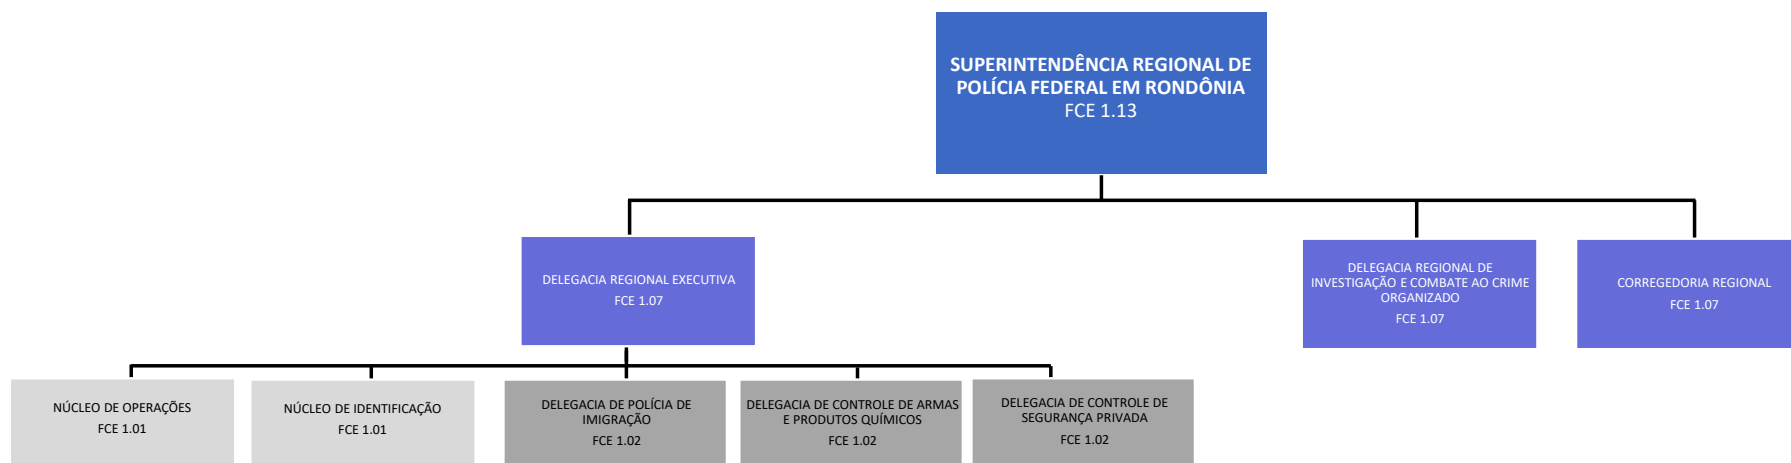 SUPERINTENDÊNCIA REGIONAL DE
POLÍCIA FEDERAL EM RONDÔNIA
FCE 1.13
DELEGACIA REGIONAL EXECUTIVA
FCE 1.07
DELEGACIA REGIONAL DE
INVESTIGAÇÃO E COMBATE AO CRIME
ORGANIZADO
FCE 1.07
CORREGEDORIA REGIONAL
FCE 1.07
NÚCLEO DE OPERAÇÕES
FCE 1.01
NÚCLEO DE IDENTIFICAÇÃO
FCE 1.01
DELEGACIA DE POLÍCIA DE
IMIGRAÇÃO
FCE 1.02
DELEGACIA DE CONTROLE DE ARMAS
E PRODUTOS QUÍMICOS
FCE 1.02
DELEGACIA DE CONTROLE DE
SEGURANÇA PRIVADA
FCE 1.02